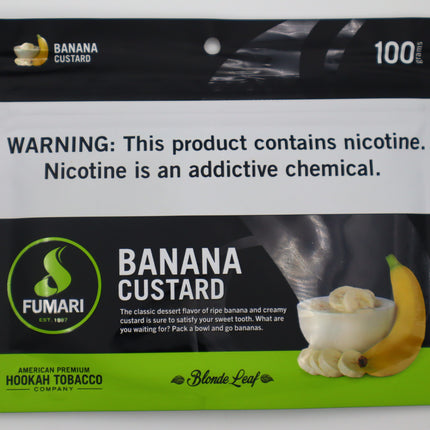 BANANA
CUSTARD
100 grams
WARNING: This product contains nicotine.
Nicotine is an addictive chemical.
FUMARI
EST. 1997
BANANA
CUSTARD
The classic dessert flavor of ripe banana and creamy
custard is sure to satisfy your sweet tooth. What are
you waiting for? Pack a bowl and go bananas.
AMERICAN PREMIUM
HOOKAH TOBACCO
COMPANY
Blonde Leaf